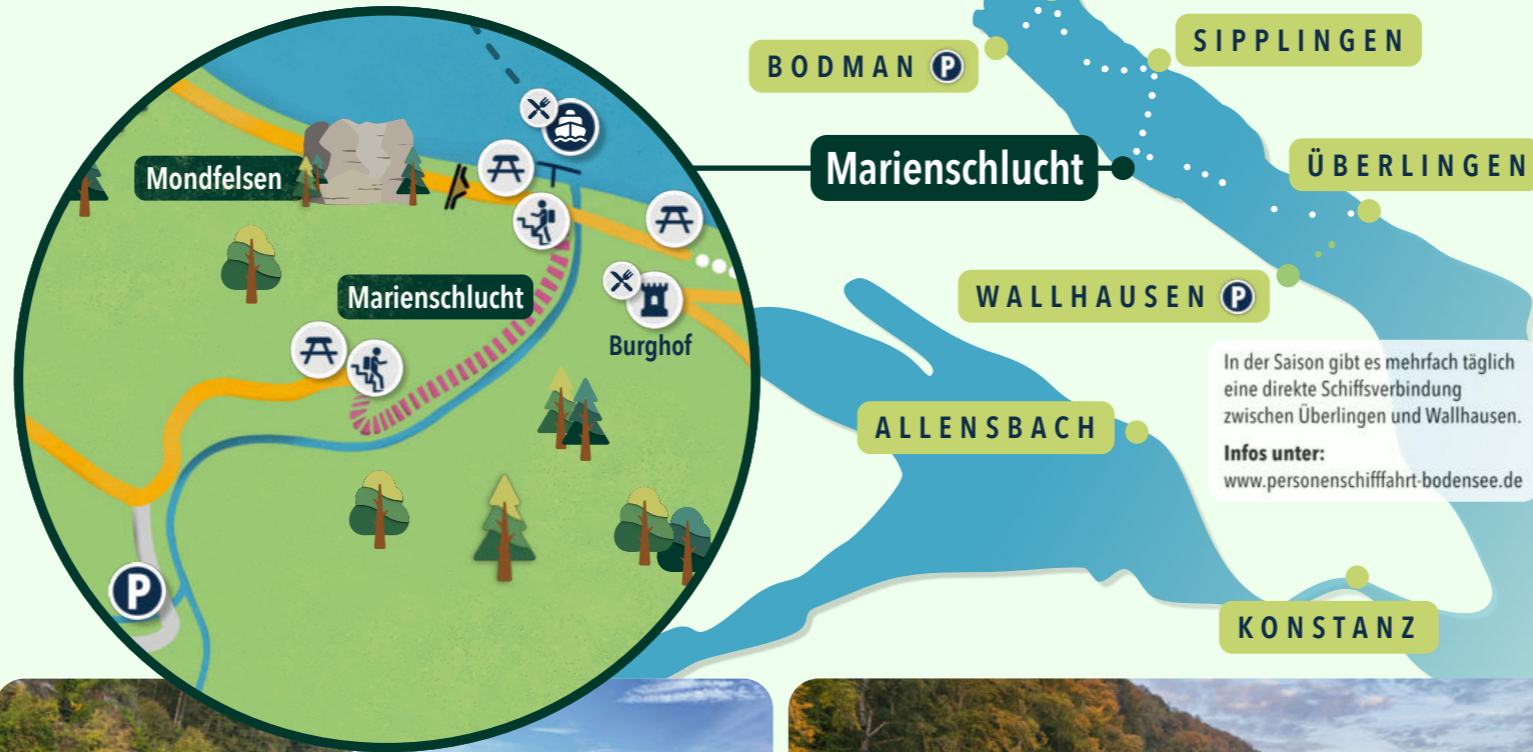 SIPPLINGEN
BODMAN P
Marienschlucht
ÜBERLINGEN
Mondfelsen
Marienschlucht
WALLHAUSEN P
Burghof
In der Saison gibt es mehrfach täglich
eine direkte Schiffsverbindung
zwischen Überlingen und Wallhausen.
Infos unter:
www.personenschifffahrt-bodensee.de
ALLENSBACH
P
KONSTANZ